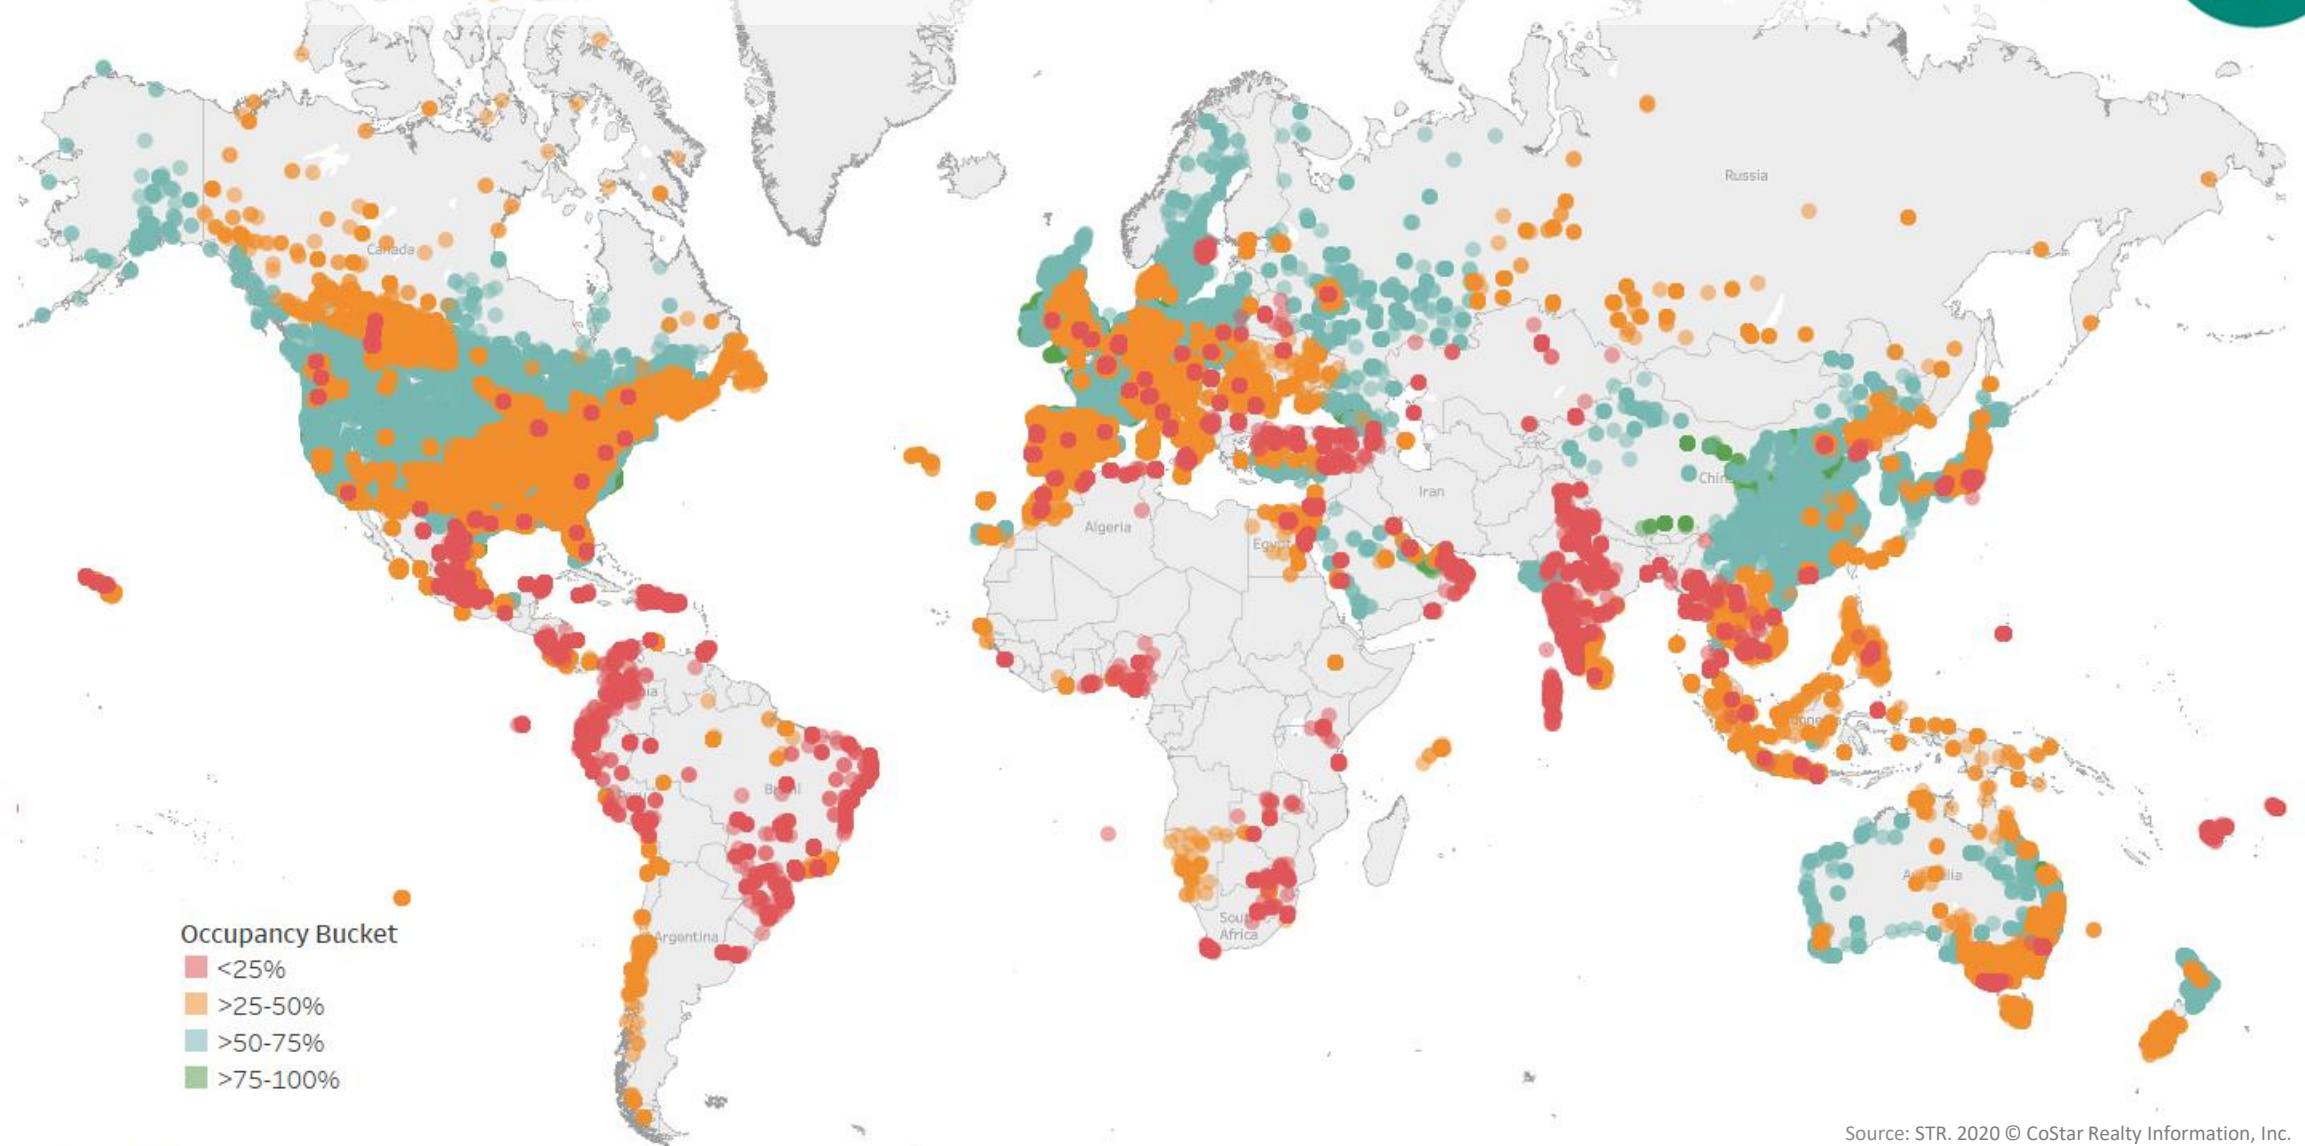 Russia
Canada
Iran
Algeria
Egypt
Argentina
Africa
Occupancy Bucket
<25%
>25-50%
>50-75%
>75-100%
Source: STR. 2020 © CoStar Realty Information, Inc.